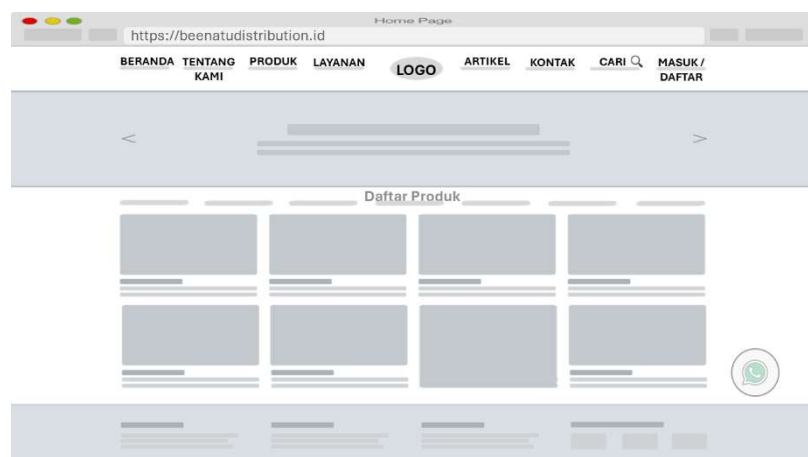 Home Page
https://beenatudistribution.id
BERANDA TENTANG KAMI PRODUK LAYANAN LOGO ARTIKEL KONTAK CARI MASUK / DAFTAR
<
>
Daftar Produk